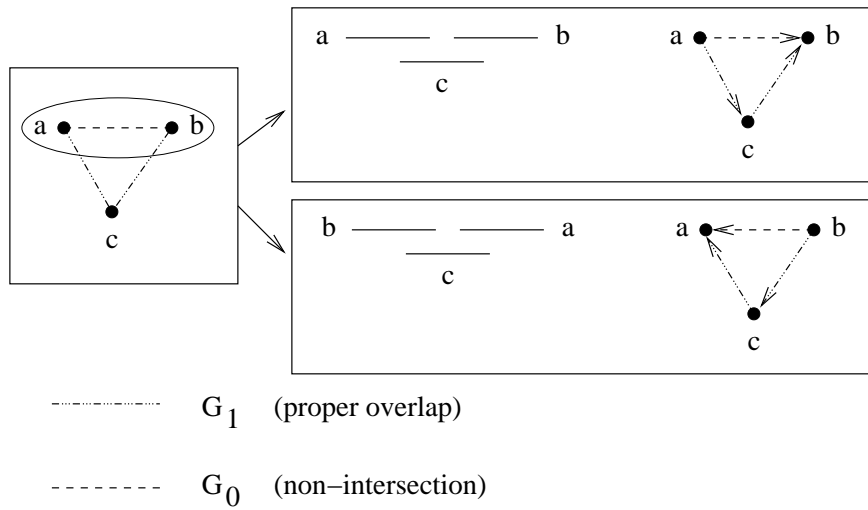 a b
c
a b
c
a b
c
b a
c
a b
c
G1 (proper overlap)
G0 (non−intersection)